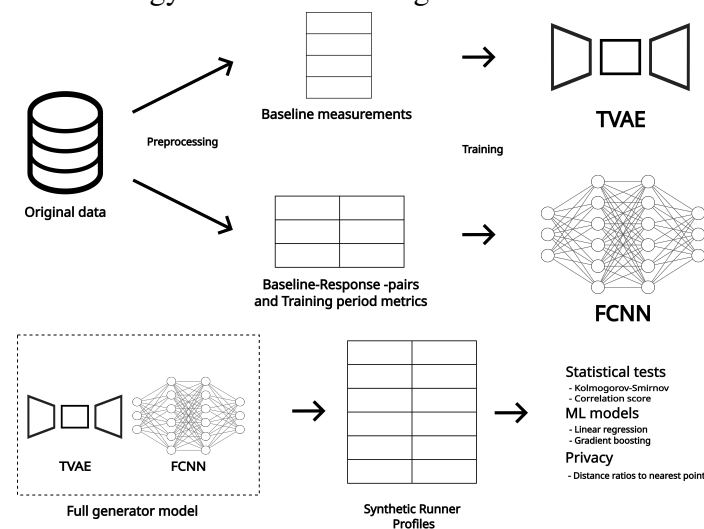 Baseline measurements
TVAE
Preprocessing
Training
Original data
Baseline-Response -pairs
and Training period metrics
FCNN
Statistical tests
- Kolmogorov-Smirnov
- Correlation score
ML models
- Linear regression
- Gradient boosting
Privacy
- Distance ratios to nearest point
TVAE
FCNN
Full generator model
Synthetic Runner
Profiles